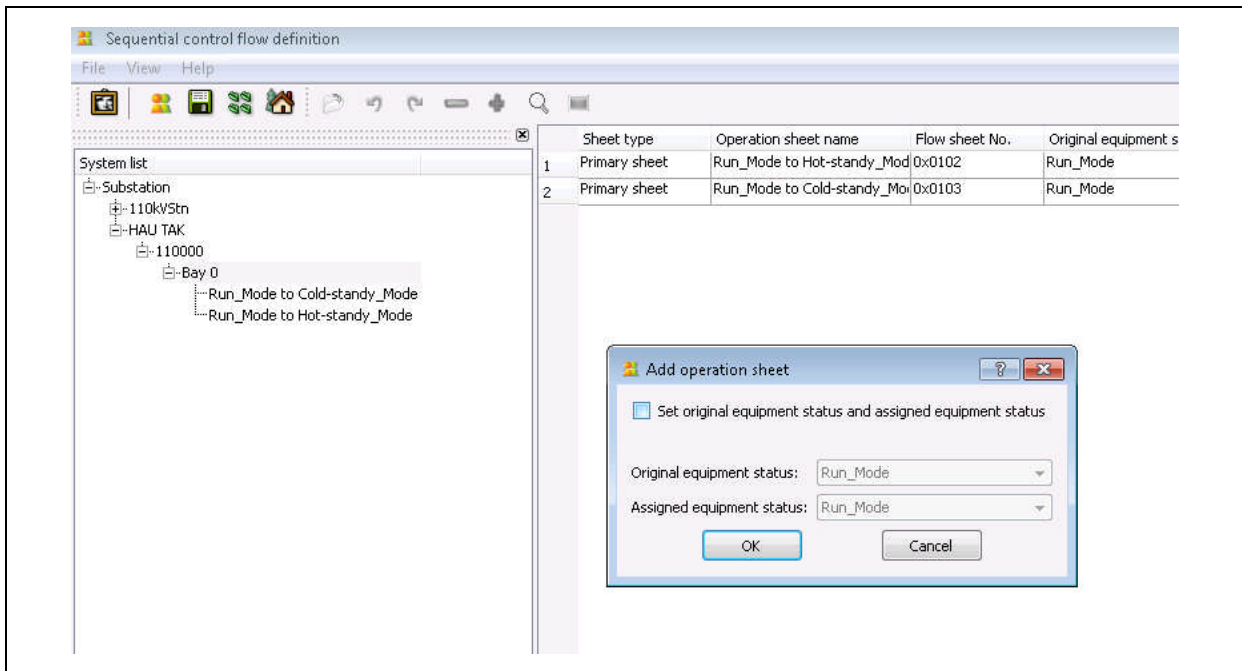 Sequential control flow definition
File View Help
System list
Substation
110kVStn
HAU TAK
110000
Bay 0
Run_Mode to Cold-standy_Mode
Run_Mode to Hot-standy_Mode
Sheet type Operation sheet name Flow sheet No. Original equipment s
1 Primary sheet Run_Mode to Hot-standy_Mod 0x0102 Run_Mode
2 Primary sheet Run_Mode to Cold-standy_Mo 0x0103 Run_Mode
Add operation sheet
Set original equipment status and assigned equipment status
Original equipment status: Run_Mode
Assigned equipment status: Run_Mode
OK Cancel